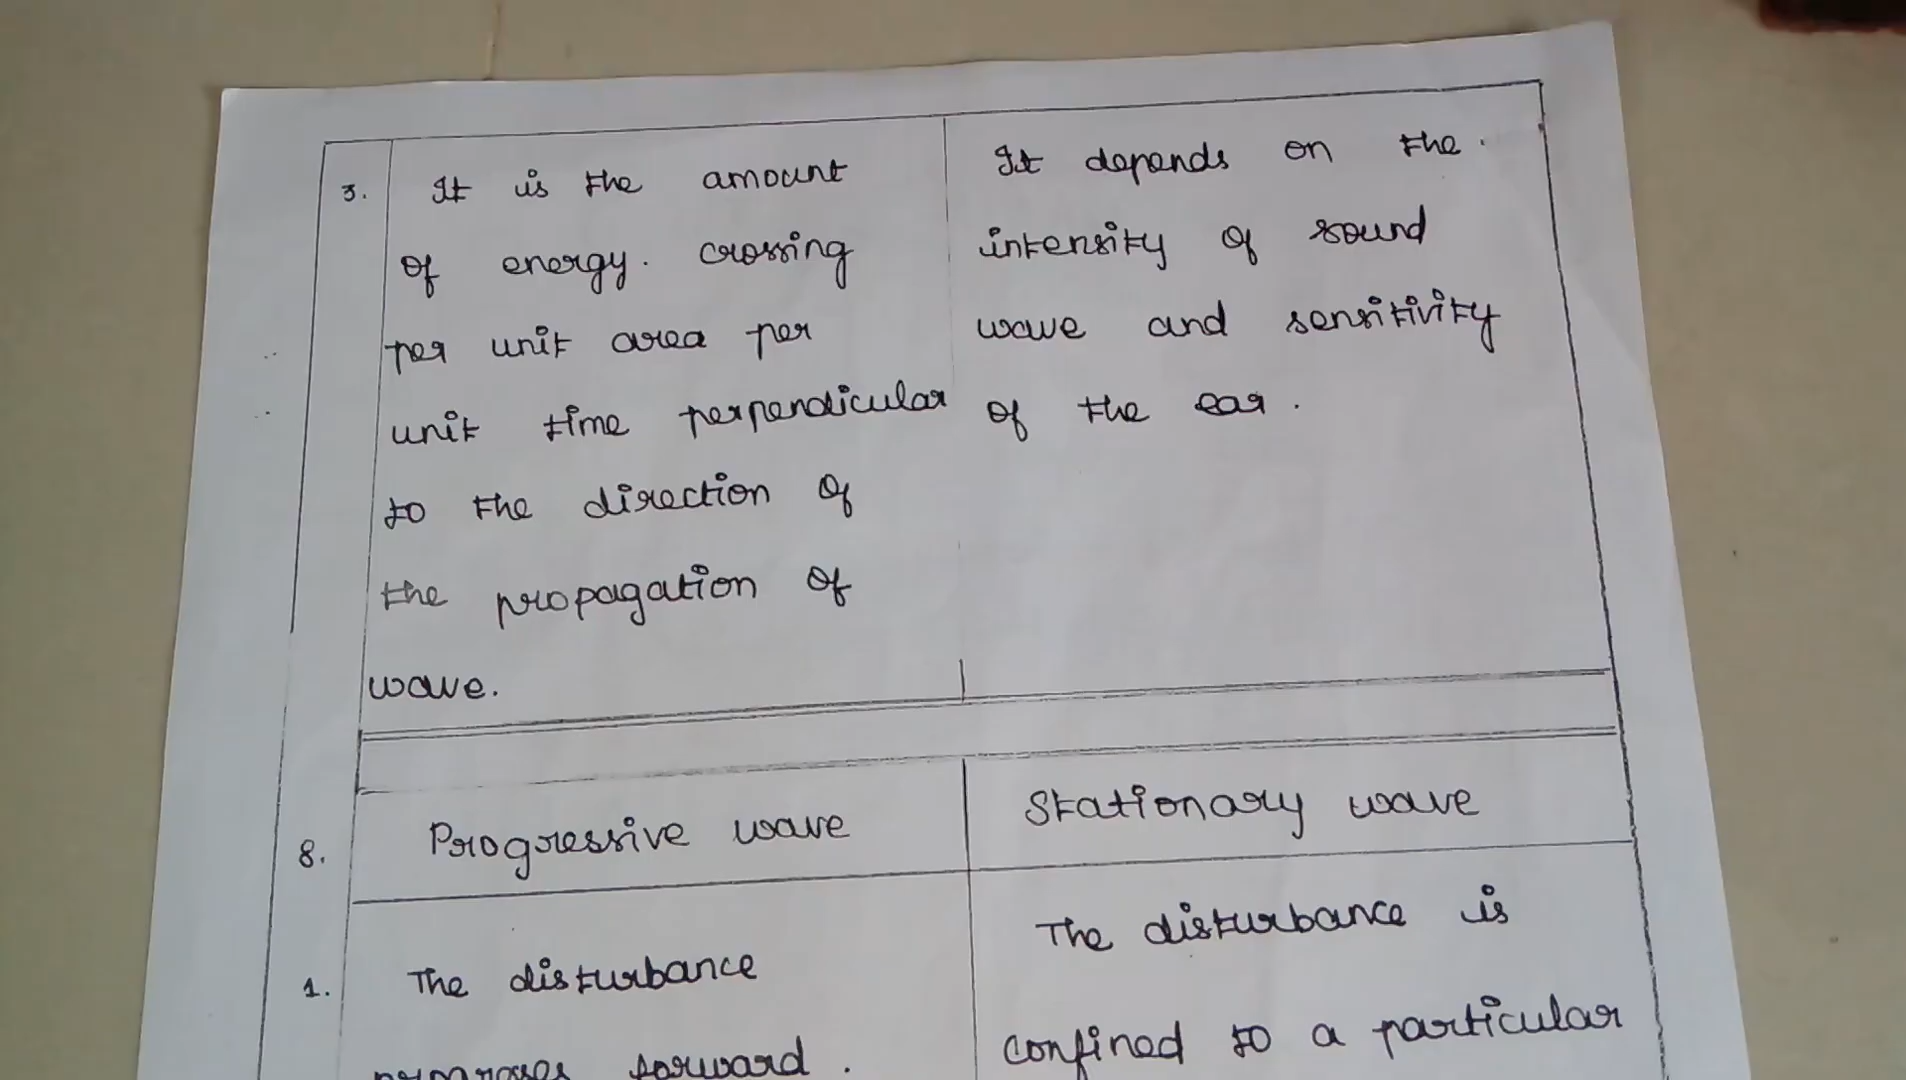 3.
It is the amount
of energy. crossing
per unit area per
unit time perpendicular
to the direction of
the propagation of
wave.
It depends on the.
intensity of sound
wave and sensitivity
of the ear.
8.
Progressive wave
Stationary wave
1.
The disturbance
progresses forward.
The disturbance is
confined to a particular